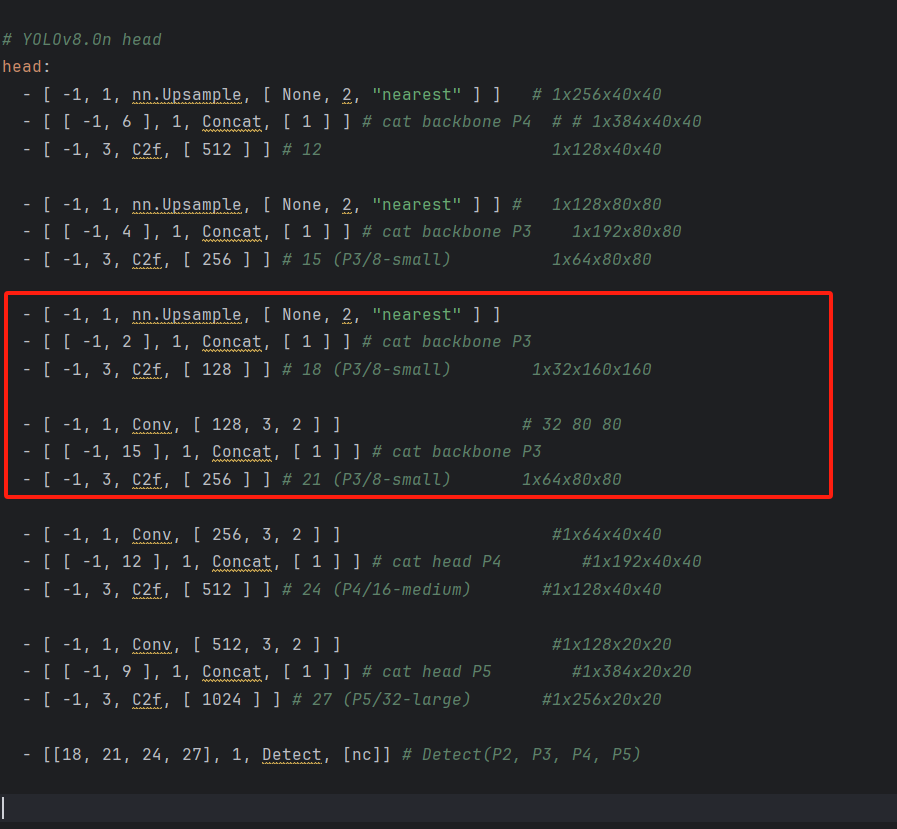 # YOLOv8.0n head
head:
- [ -1, 1, nn.Upsample, [ None, 2, "nearest" ] ]   # 1x256x40x40
- [ [ -1, 6 ], 1, Concat, [ 1 ] ] # cat backbone P4  # # 1x384x40x40
- [ -1, 3, C2f, [ 512 ] ] # 12                       1x128x40x40
- [ -1, 1, nn.Upsample, [ None, 2, "nearest" ] ] #   1x128x80x80
- [ [ -1, 4 ], 1, Concat, [ 1 ] ] # cat backbone P3    1x192x80x80
- [ -1, 3, C2f, [ 256 ] ] # 15 (P3/8-small)          1x64x80x80
- [ -1, 1, nn.Upsample, [ None, 2, "nearest" ] ]
- [ [ -1, 2 ], 1, Concat, [ 1 ] ] # cat backbone P3
- [ -1, 3, C2f, [ 128 ] ] # 18 (P3/8-small)        1x32x160x160
- [ -1, 1, Conv, [ 128, 3, 2 ] ]                  # 32 80 80
- [ [ -1, 15 ], 1, Concat, [ 1 ] ] # cat backbone P3
- [ -1, 3, C2f, [ 256 ] ] # 21 (P3/8-small)       1x64x80x80
- [ -1, 1, Conv, [ 256, 3, 2 ] ]                     #1x64x40x40
- [ [ -1, 12 ], 1, Concat, [ 1 ] ] # cat head P4        #1x192x40x40
- [ -1, 3, C2f, [ 512 ] ] # 24 (P4/16-medium)       #1x128x40x40
- [ -1, 1, Conv, [ 512, 3, 2 ] ]                     #1x128x20x20
- [ [ -1, 9 ], 1, Concat, [ 1 ] ] # cat head P5        #1x384x20x20
- [ -1, 3, C2f, [ 1024 ] ] # 27 (P5/32-large)       #1x256x20x20
- [[18, 21, 24, 27], 1, Detect, [nc]] # Detect(P2, P3, P4, P5)